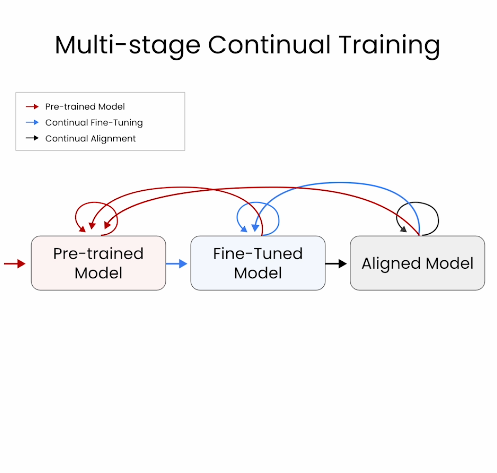 Multi-stage Continual Training
Pre-trained Model
Continual Fine-Tuning
Continual Alignment
Pre-trained
Model
Fine-Tuned
Model
Aligned Model